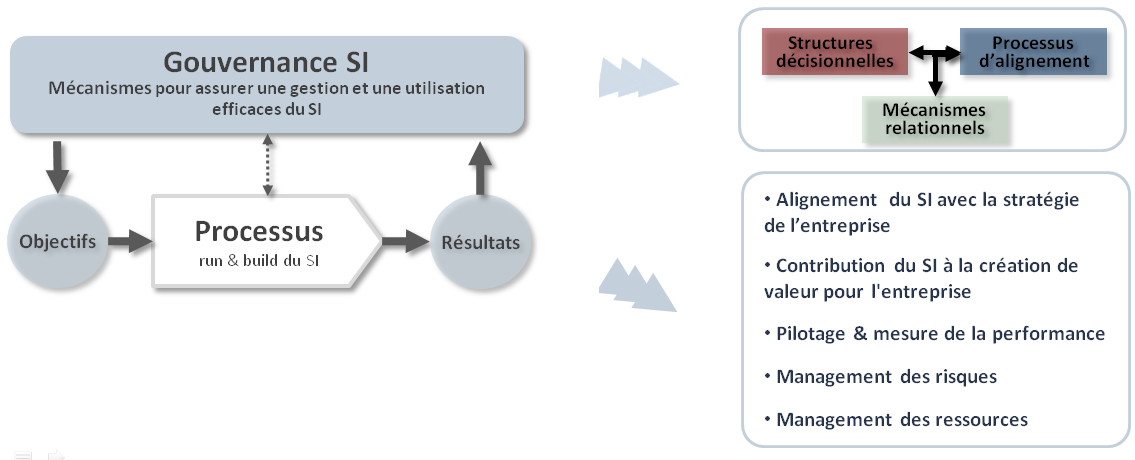 Gouvernance SI
Mécanismes pour assurer une gestion et une utilisation
efficaces du SI
Objectifs
Processus
run & build du SI
Résultats
Structures
décisionnelles
Processus
d’alignement
Mécanismes
relationnels
• Alignement du SI avec la stratégie
de l’entreprise
• Contribution du SI à la création de
valeur pour l'entreprise
• Pilotage & mesure de la performance
• Management des risques
• Management des ressources